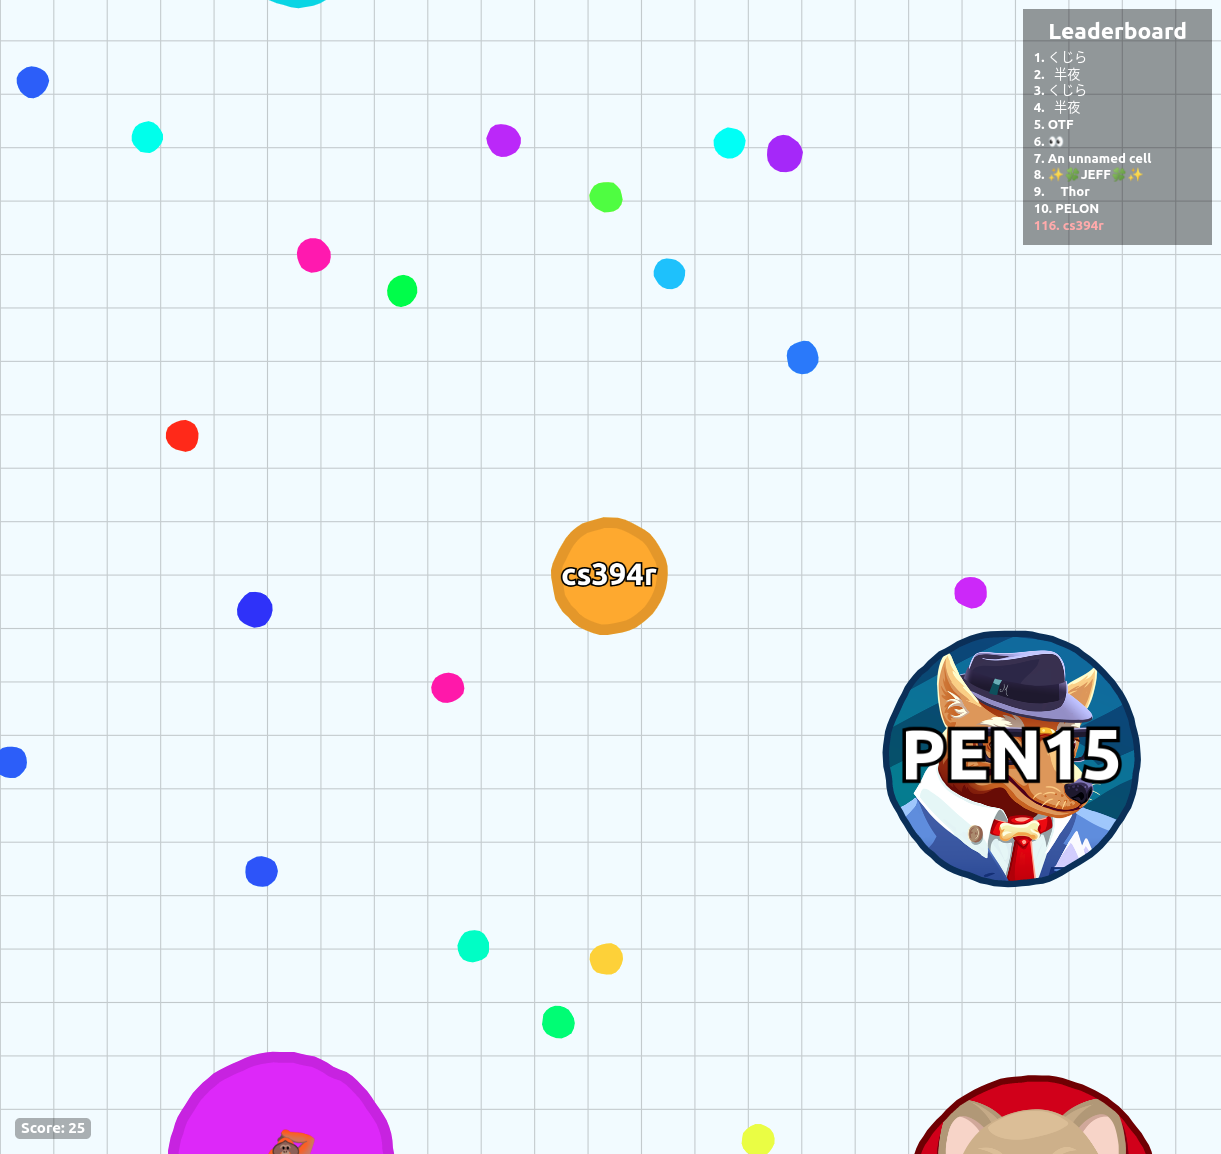 Leaderboard
1. くじら
2. 半夜
3. くじら
4. 半夜
5. OTF
6. 👀
7. An unnamed cell
8. ✨🌳JEFF🌳✨
9. Thor
10. PELON
116. cs394r
cs394r
PEN15
Score: 25